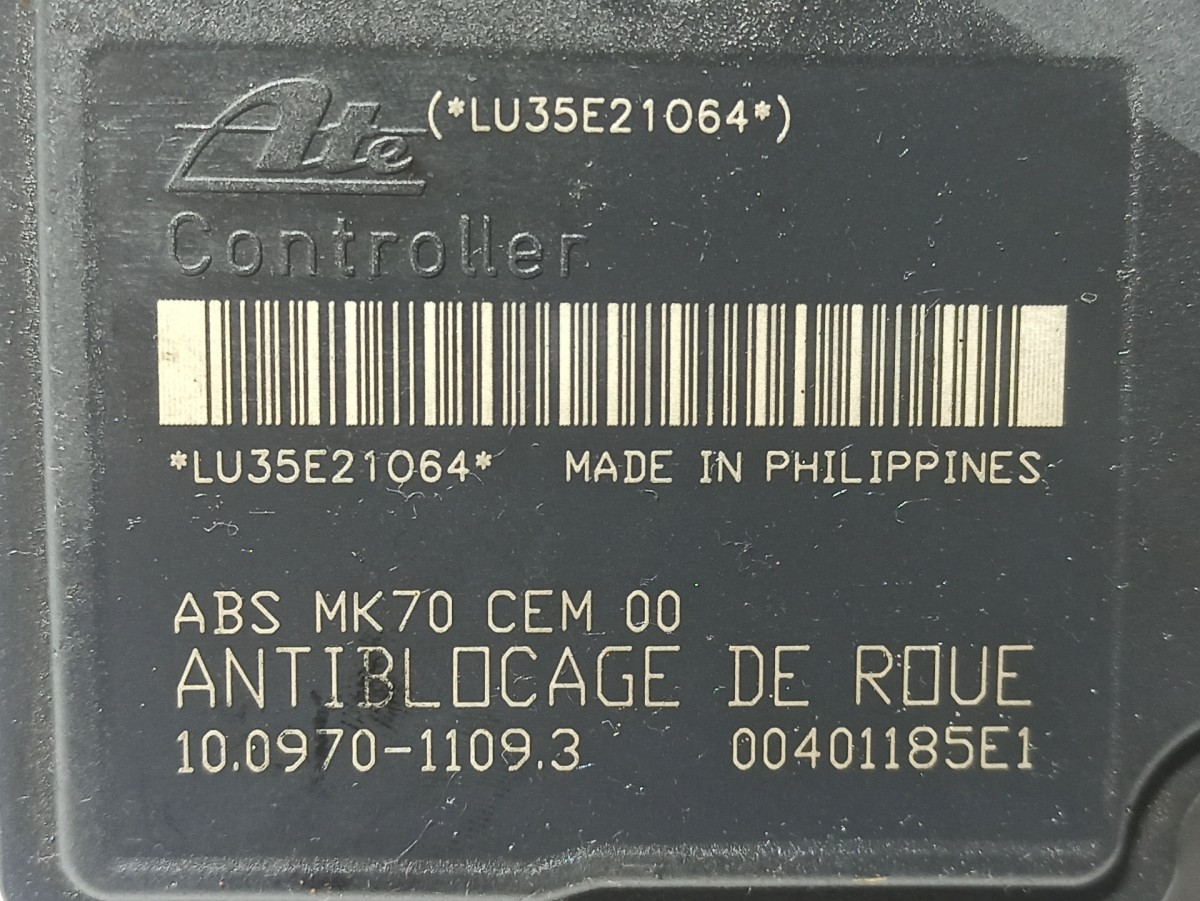 Ate (*LU35E21064*)
Controller
*LU35E21064* MADE IN PHILIPPINES
ABS MK70 CEM 00
ANTIBLOCAGE DE ROUE
10.0970-1109.3 00401185E1